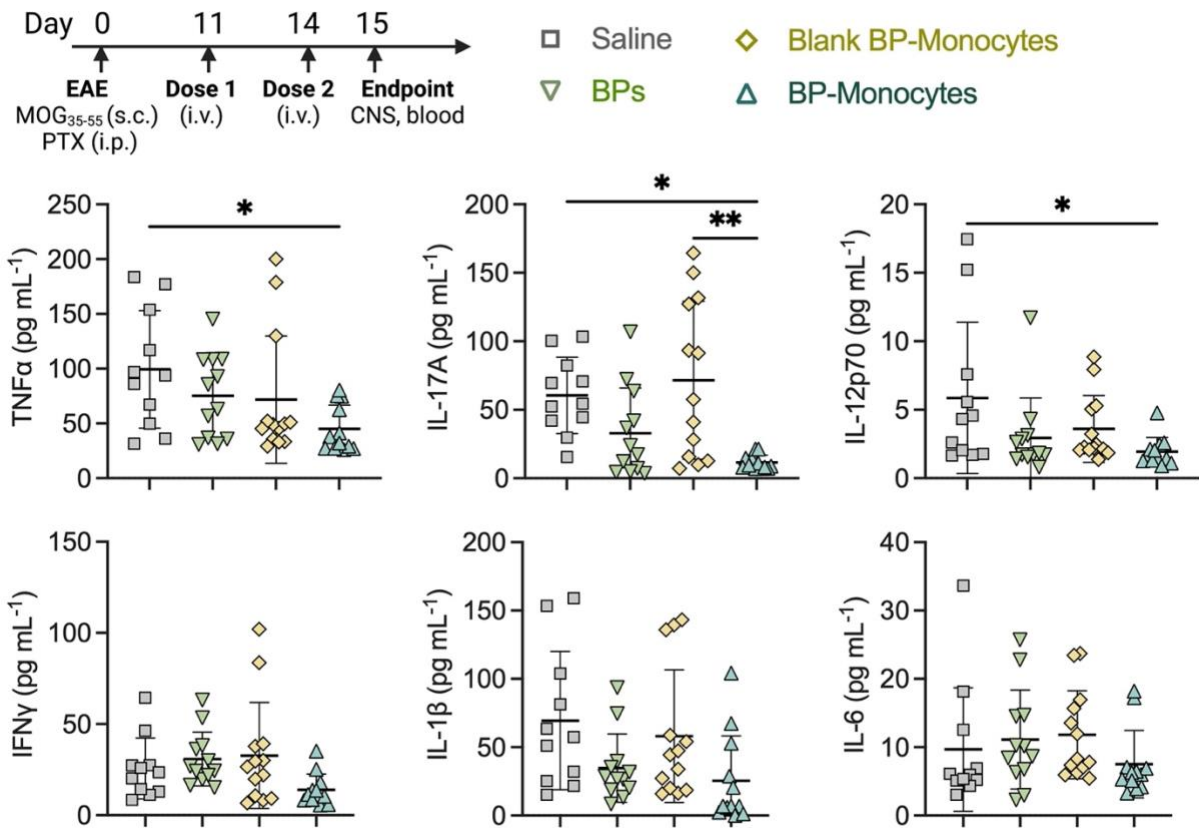 Day 0 11 14 15
EAE Dose 1 Dose 2 Endpoint
MOG35-55 (s.c.) (i.v.) (i.v.) CNS, blood
PTX (i.p.)
Saline Blank BP-Monocytes
BPs BP-Monocytes
TNFα (pg mL⁻¹)
250
200
150
100
50
0
*
IL-17A (pg mL⁻¹)
200
150
100
50
0
*
**
IL-12p70 (pg mL⁻¹)
20
15
10
5
0
*
IFNγ (pg mL⁻¹)
150
100
50
0
IL-1β (pg mL⁻¹)
200
150
100
50
0
IL-6 (pg mL⁻¹)
40
30
20
10
0